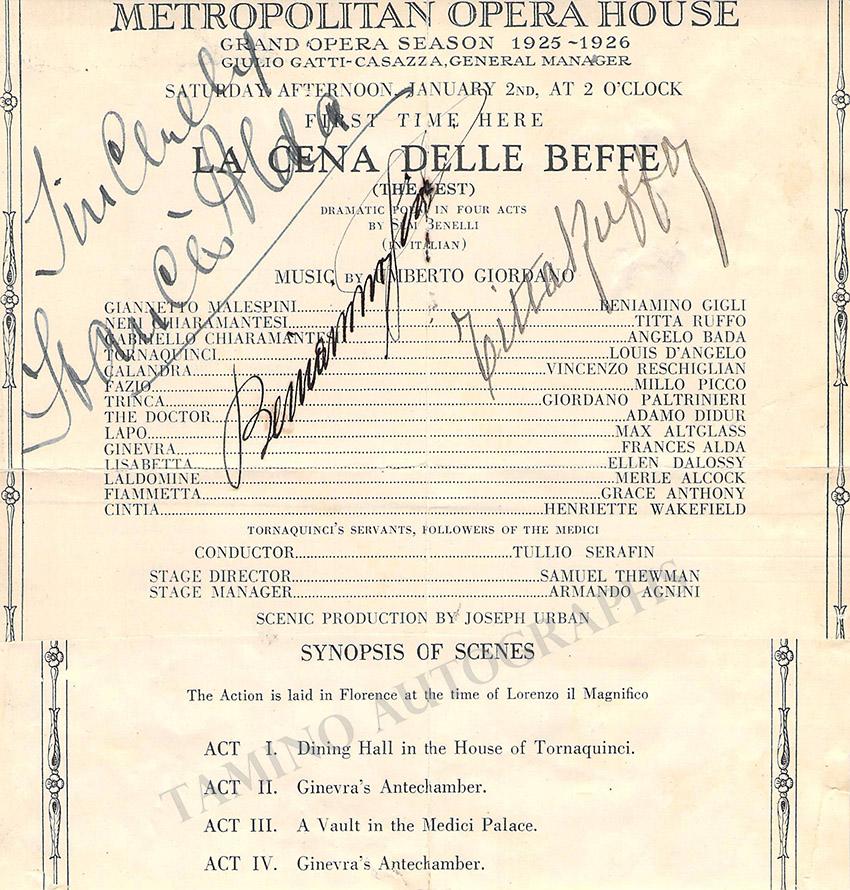 METROPOLITAN OPERA HOUSE
GRAND OPERA SEASON 1925~1926
GIULIO GATTI-CASAZZA, GENERAL MANAGER
SATURDAY AFTERNOON, JANUARY 2ND, AT 2 O'CLOCK
FIRST TIME HERE
LA CENA DELLE BEFFE
(THE JEST)
DRAMATIC POEM IN FOUR ACTS
BY SEM BENELLI
(IN ITALIAN)
MUSIC BY UMBERTO GIORDANO
Sincerely
Frances Alda
Beniamino Gigli
Titta Ruffo
GIANNETTO MALESPINI BENIAMINO GIGLI
NERI CHIARAMANTESI TITTA RUFFO
GABRIELLO CHIARAMANTESI ANGELO BADA
TORNAQUINCI LOUIS D'ANGELO
CALANDRA VINCENZO RESCHIGLIAN
FAZIO MILLO PICCO
TRINCA GIORDANO PALTRINIERI
THE DOCTOR ADAMO DIDUR
LAPO MAX ALTGLASS
GINEVRA FRANCES ALDA
LISABETTA ELLEN DALOSSY
LALDOMINE MERLE ALCOCK
FIAMMETTA GRACE ANTHONY
CINTIA HENRIETTE WAKEFIELD
TORNAQUINCI'S SERVANTS, FOLLOWERS OF THE MEDICI
CONDUCTOR TULLIO SERAFIN
STAGE DIRECTOR SAMUEL THEWMAN
STAGE MANAGER ARMANDO AGNINI
SCENIC PRODUCTION BY JOSEPH URBAN
SYNOPSIS OF SCENES
The Action is laid in Florence at the time of Lorenzo il Magnifico
ACT I. Dining Hall in the House of Tornaquinci.
ACT II. Ginevra's Antechamber.
ACT III. A Vault in the Medici Palace.
ACT IV. Ginevra's Antechamber.
TAMINO AUTOGRAPHS